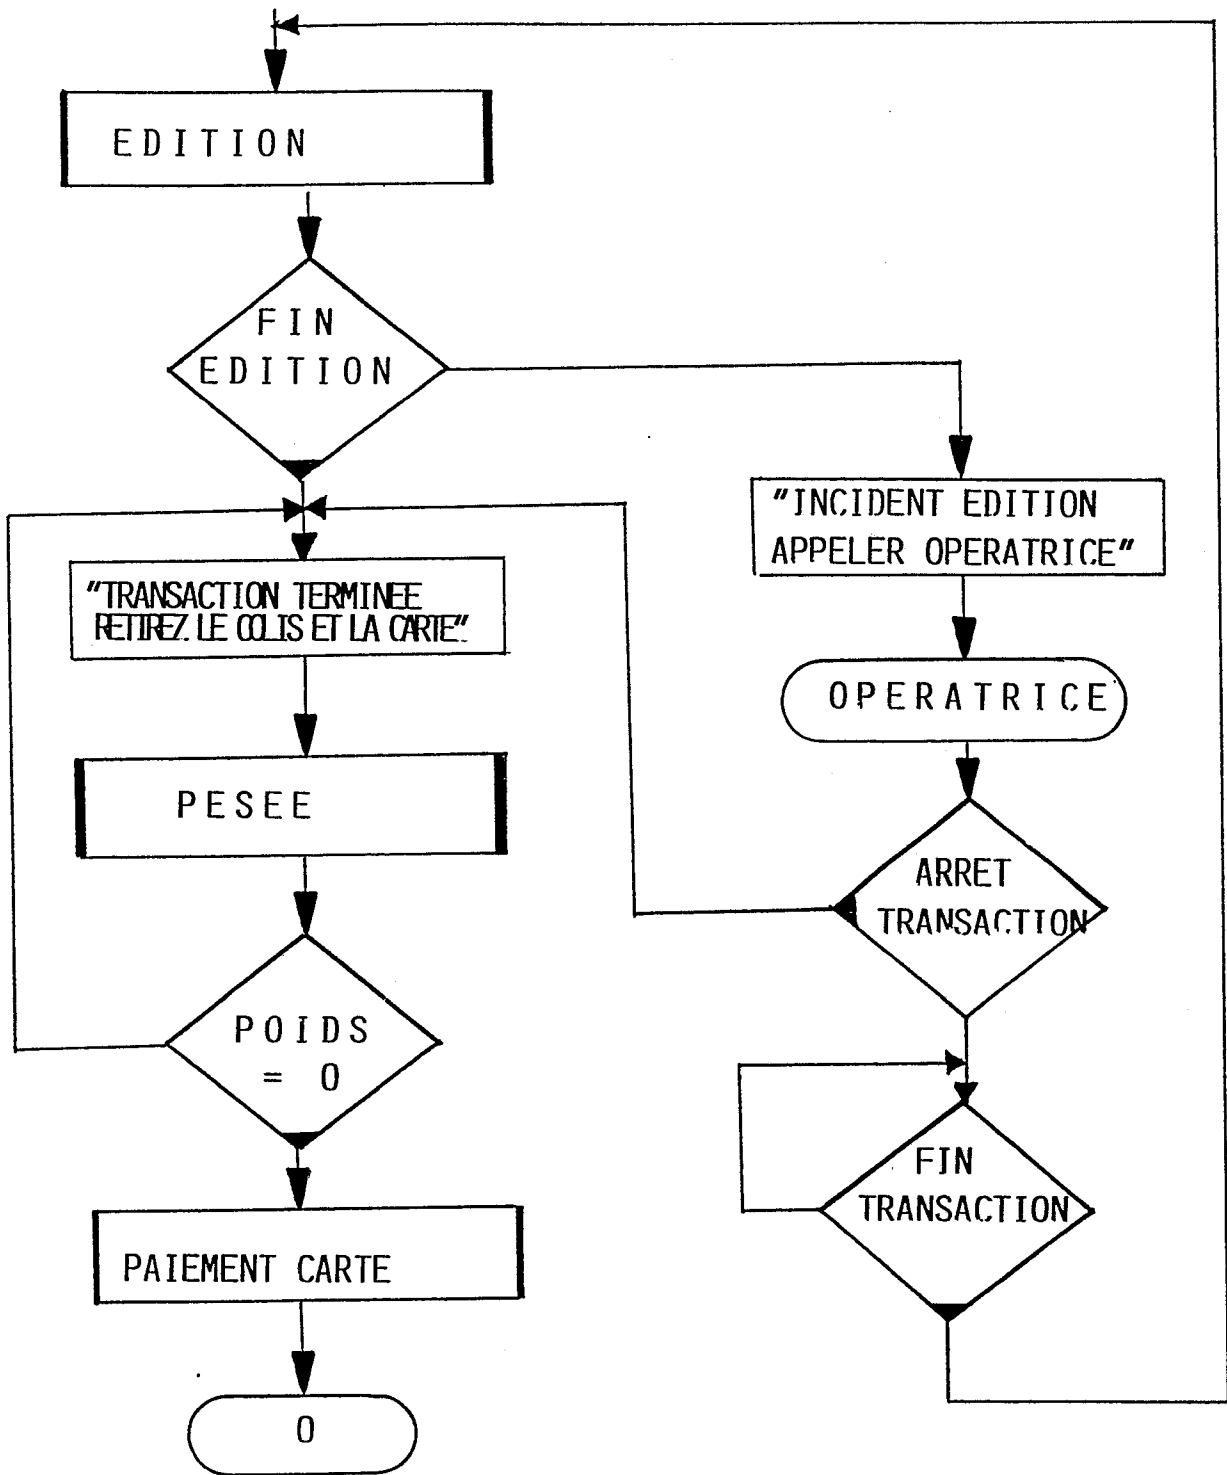 EDITION
FIN
EDITION
"INCIDENT EDITION
APPELER OPERATRICE"
"TRANSACTION TERMINEE
RETIREZ LE COLIS ET LA CARTE"
OPERATRICE
PESEE
ARRET
TRANSACTION
POIDS
= 0
FIN
TRANSACTION
PAIEMENT CARTE
0